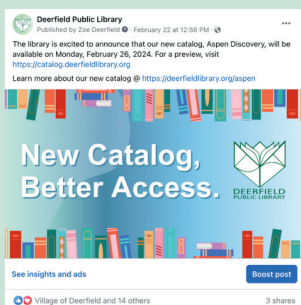 Deerfield Public Library
Published by Zoe Deerfield · February 22 at 12:56 PM ·
The library is excited to announce that our new catalog, Aspen Discovery, will be
available on Monday, February 26, 2024. For a preview, visit
https://catalog.deerfieldlibrary.org
Learn more about our new catalog @ https://deerfieldlibrary.org/aspen
New Catalog,
Better Access.
DEERFIELD
PUBLIC LIBRARY
See insights and ads
Boost post
Village of Deerfield and 14 others
3 shares